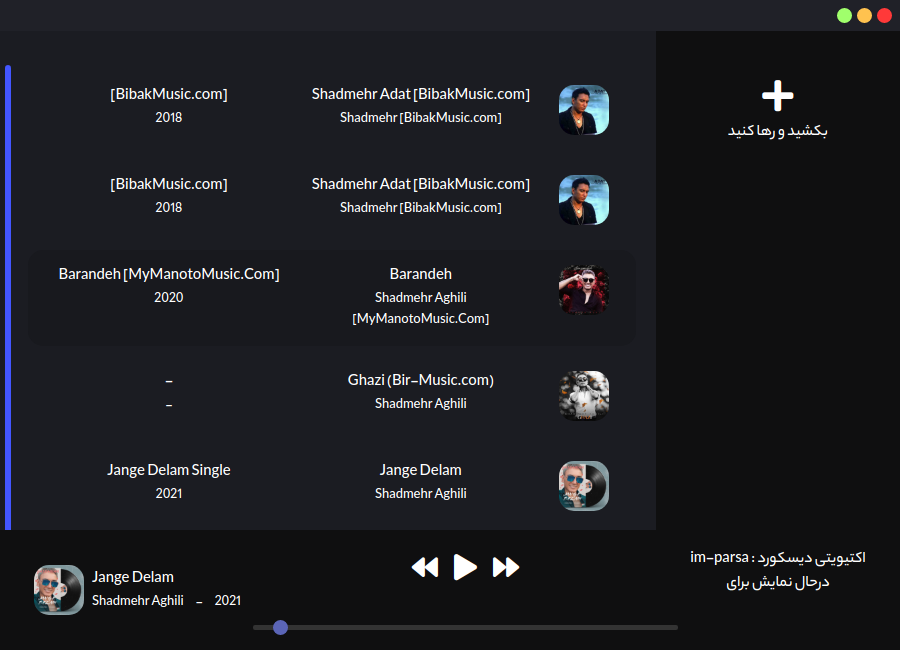 [BibakMusic.com]
2018
Shadmehr Adat [BibakMusic.com]
Shadmehr [BibakMusic.com]
[BibakMusic.com]
2018
Shadmehr Adat [BibakMusic.com]
Shadmehr [BibakMusic.com]
Barandeh [MyManotoMusic.Com]
2020
Barandeh
Shadmehr Aghili
[MyManotoMusic.Com]
-
-
Ghazi (Bir-Music.com)
Shadmehr Aghili
Jange Delam Single
2021
Jange Delam
Shadmehr Aghili
بکشید و رها کنید
Jange Delam
Shadmehr Aghili - 2021
اکتیویتی دیسکورد : im-parsa
درحال نمایش برای